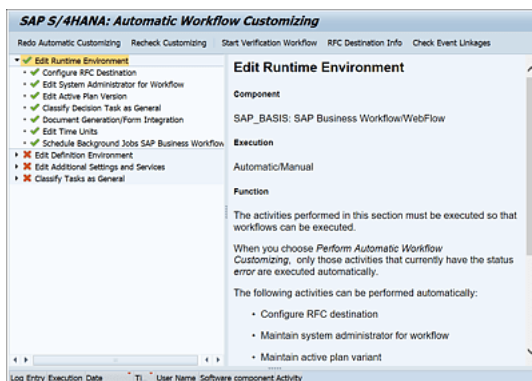 SAP S/4HANA: Automatic Workflow Customizing
Redo Automatic Customizing Recheck Customizing Start Verification Workflow RFC Destination Info Check Event Linkages
Edit Runtime Environment
Configure RFC Destination
Edit System Administrator for Workflow
Edit Active Plan Version
Classify Decision Task as General
Document Generation/Form Integration
Edit Time Units
Schedule Background Jobs SAP Business Workflow
Edit Definition Environment
Edit Additional Settings and Services
Classify Tasks as General
Edit Runtime Environment
Component
SAP_BASIS: SAP Business Workflow/WebFlow
Execution
Automatic/Manual
Function
The activities performed in this section must be executed so that
workflows can be executed.
When you choose Perform Automatic Workflow
Customizing, only those activities that currently have the status
error are executed automatically.
The following activities can be performed automatically:
• Configure RFC destination
• Maintain system administrator for workflow
• Maintain active plan variant
Log Entry Execution Date Ti.. User Name Software component Activity